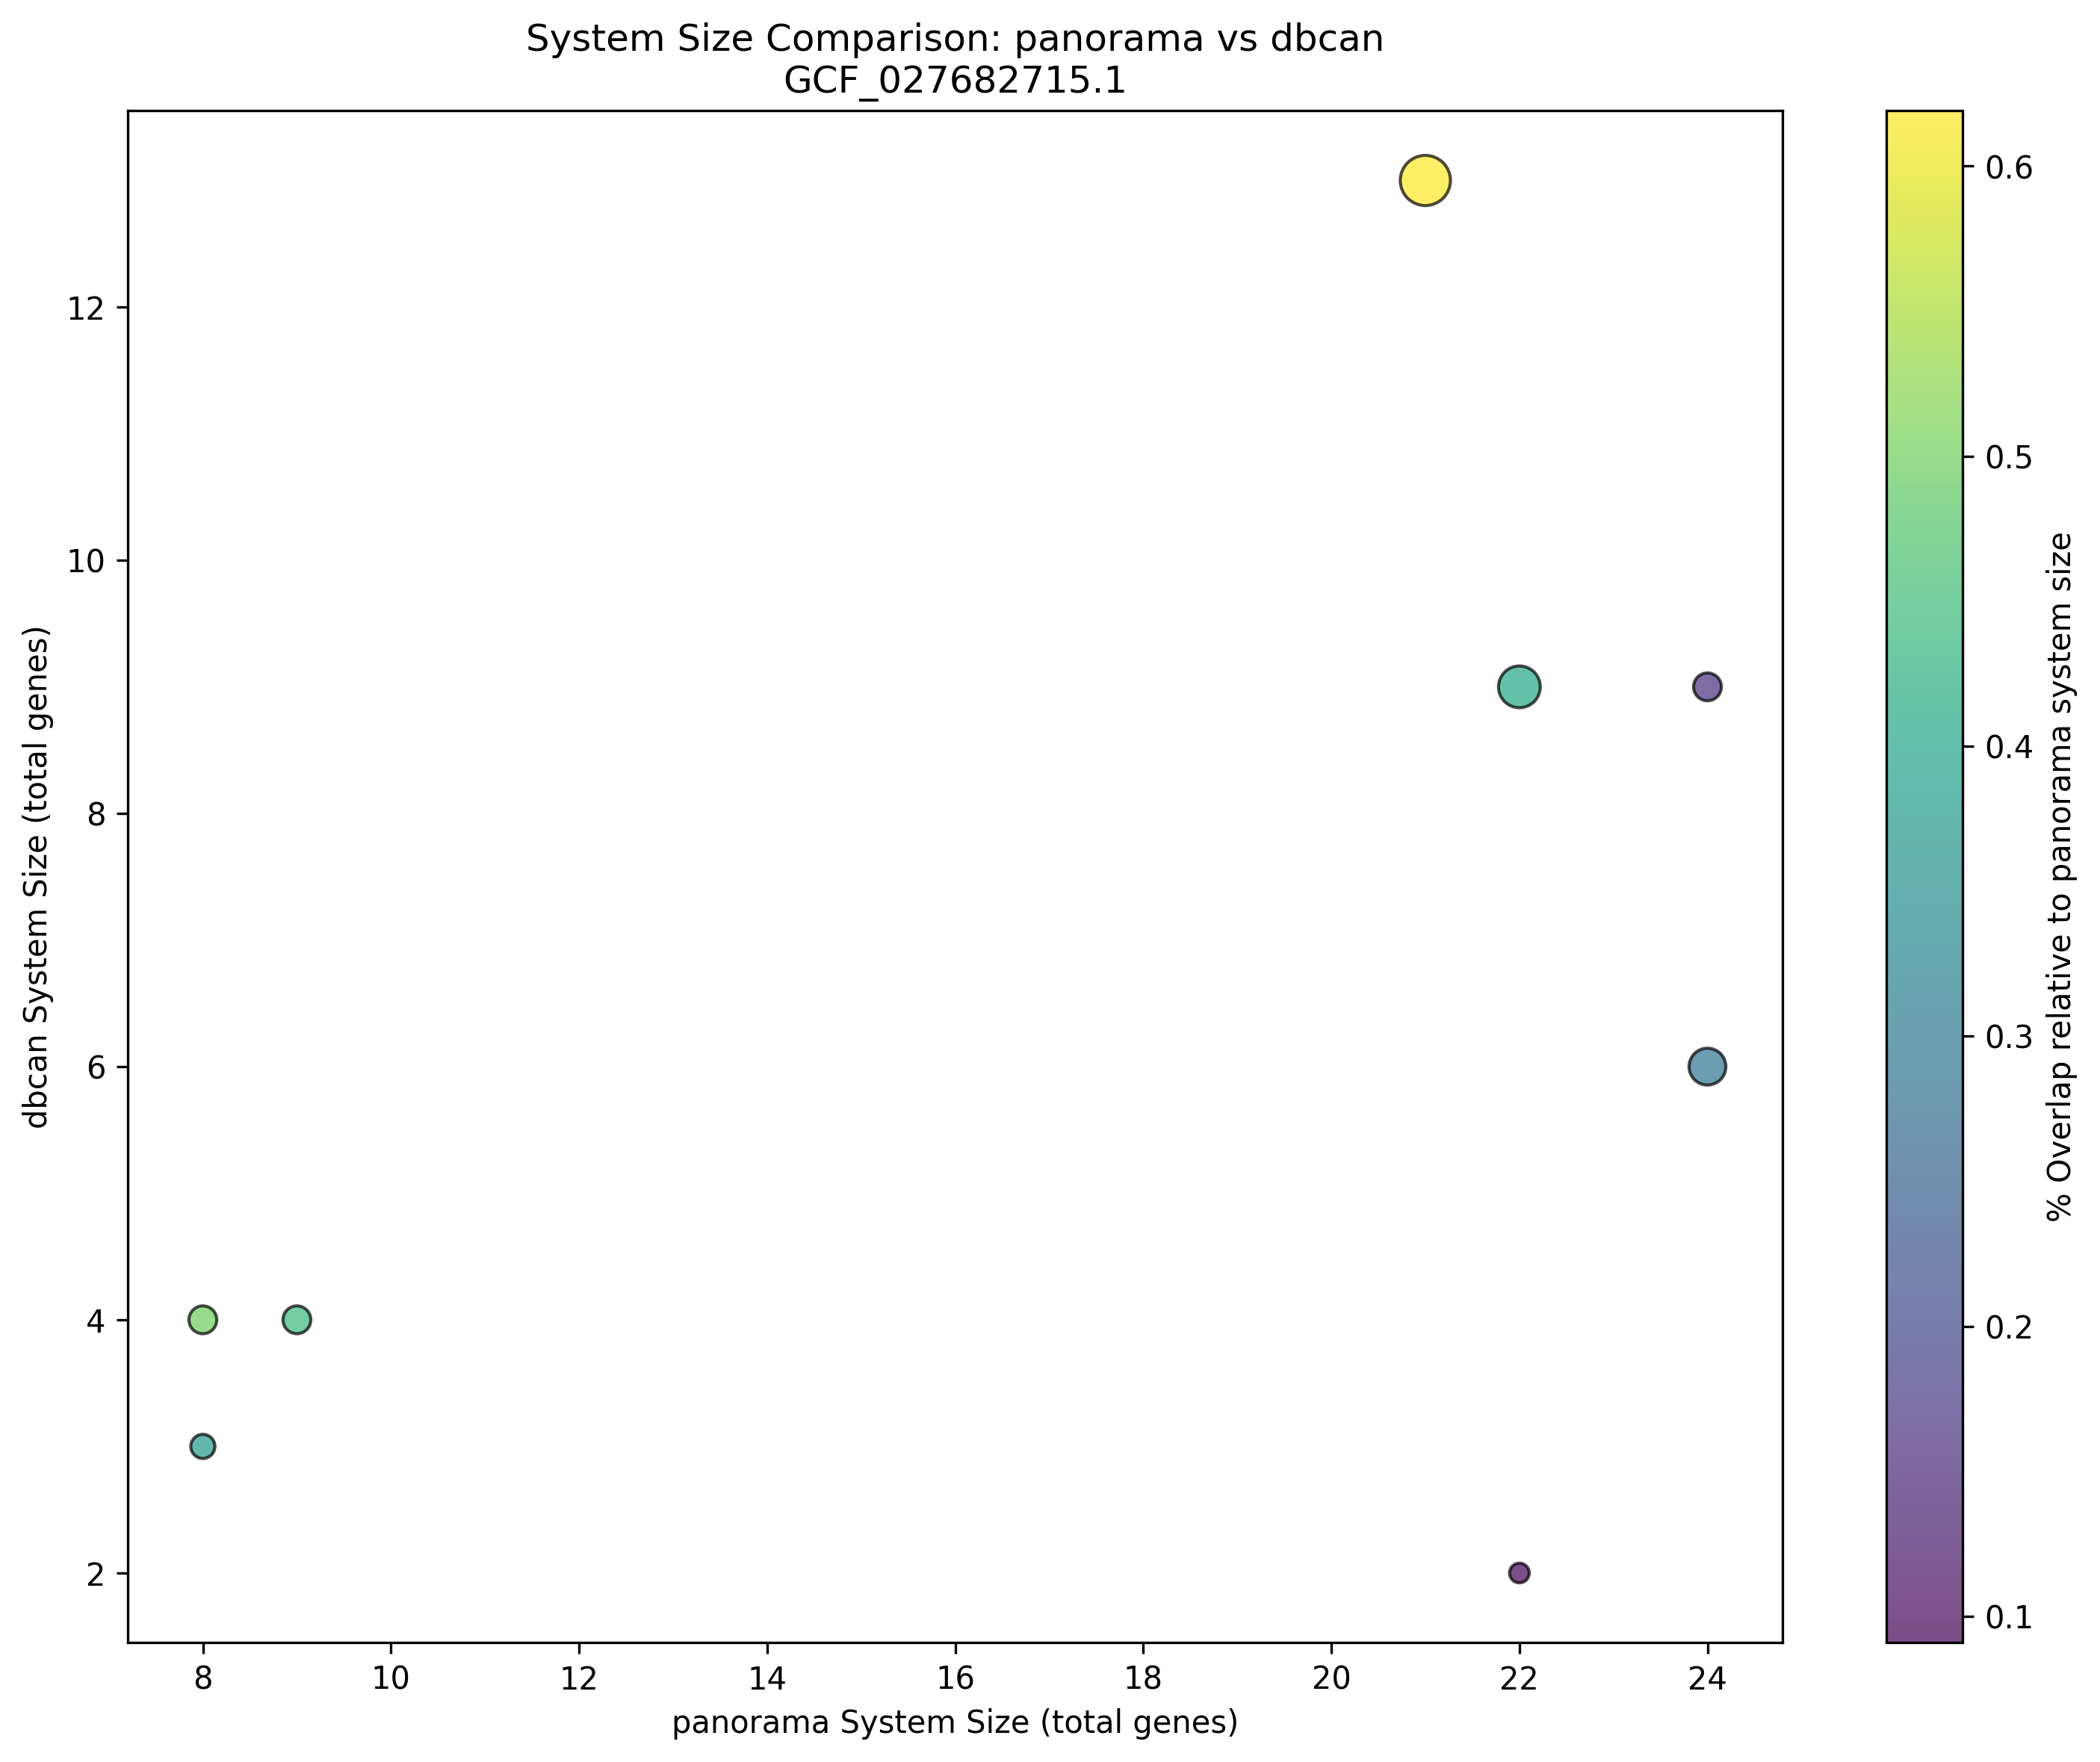 System Size Comparison: panorama vs dbcan
GCF_027682715.1
dbcan System Size (total genes)
12
10
8
6
4
2
8 10 12 14 16 18 20 22 24
panorama System Size (total genes)
0.6
0.5
0.4
0.3
0.2
0.1
% Overlap relative to panorama system size